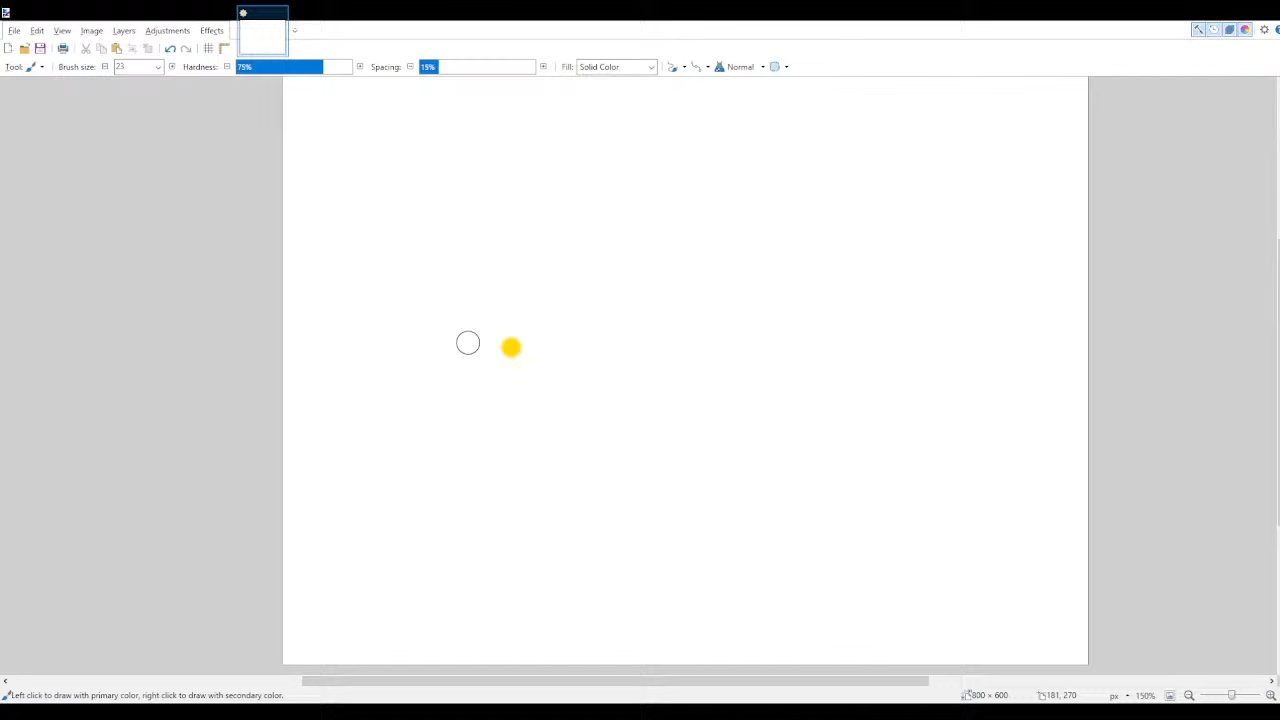 File Edit View Image Layers Adjustments Effects
Tool: Brush size: 23 Hardness: 75% Spacing: 15% Fill: Solid Color Normal
Left click to draw with primary color, right click to draw with secondary color. 800 × 600 181, 270 px 150%